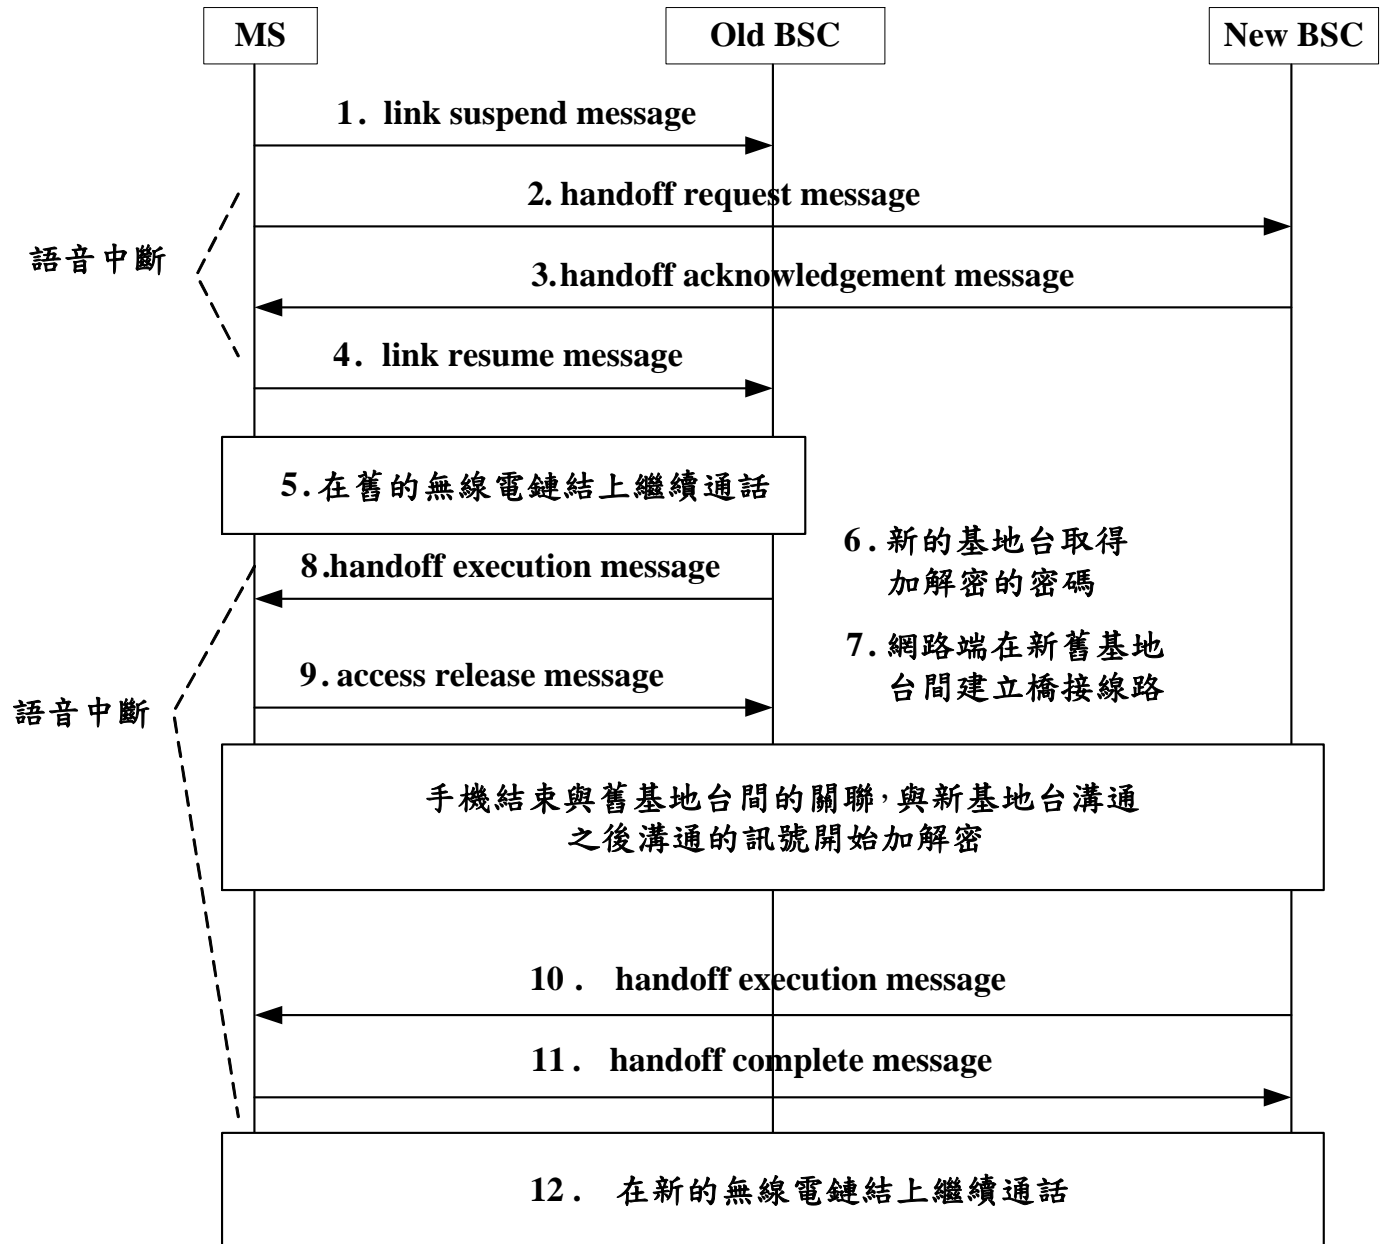 MS
Old BSC
New BSC
1. link suspend message
2. handoff request message
語音中斷
3.handoff acknowledgement message
4. link resume message
5.在舊的無線電鏈結上繼續通話
6.新的基地台取得
加解密的密碼
8.handoff execution message
7.網路端在新舊基地
台間建立橋接線路
9.access release message
語音中斷
手機結束與舊基地台間的關聯,與新基地台溝通
之後溝通的訊號開始加解密
10. handoff execution message
11. handoff complete message
12. 在新的無線電鏈結上繼續通話